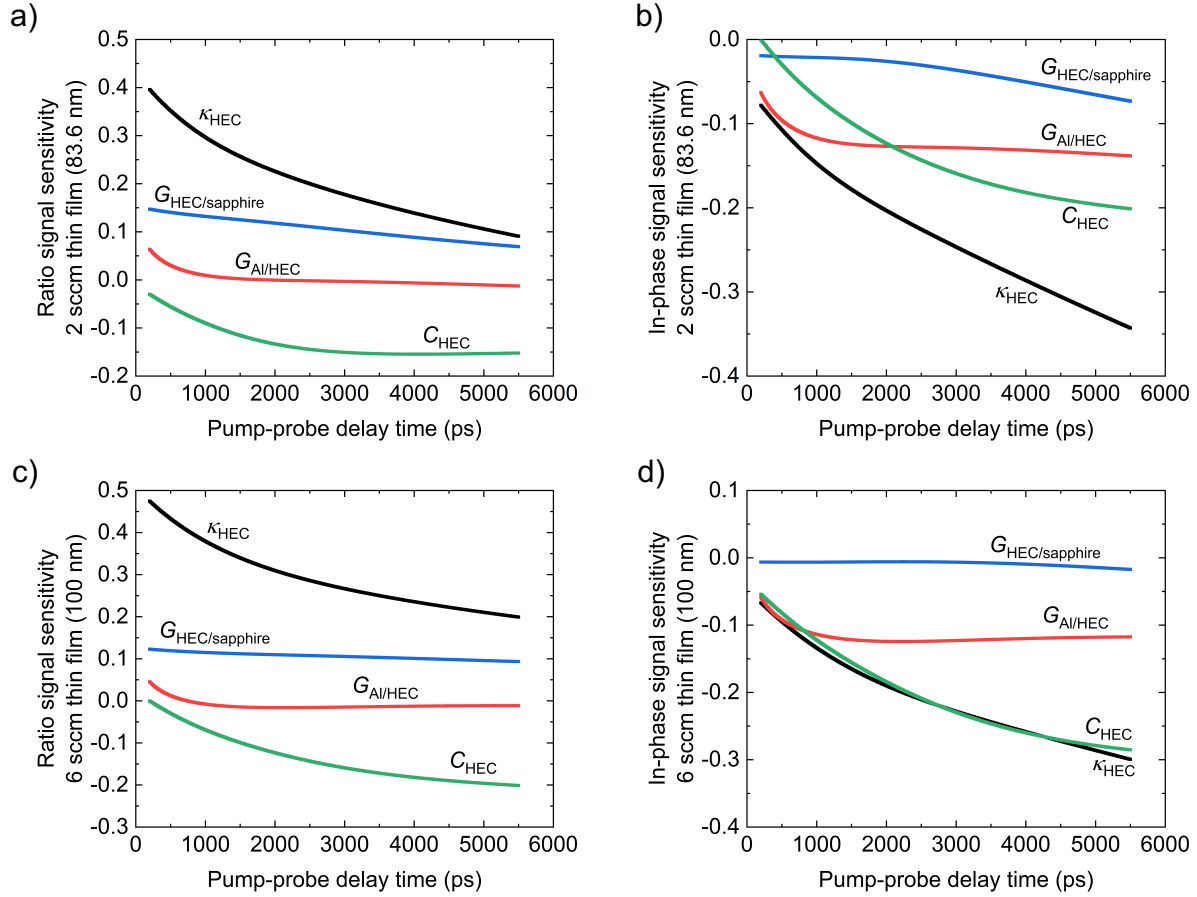 a)
Ratio signal sensitivity
2 sccm thin film (83.6 nm)
0.5
0.4
0.3
0.2
0.1
0.0
-0.1
-0.2
κHEC
GHEC/sapphire
GAl/HEC
CHEC
0 1000 2000 3000 4000 5000 6000
Pump-probe delay time (ps)
b)
In-phase signal sensitivity
2 sccm thin film (83.6 nm)
0.0
-0.1
-0.2
-0.3
-0.4
GHEC/sapphire
GAl/HEC
CHEC
κHEC
0 1000 2000 3000 4000 5000 6000
Pump-probe delay time (ps)
c)
Ratio signal sensitivity
6 sccm thin film (100 nm)
0.5
0.4
0.3
0.2
0.1
0.0
-0.1
-0.2
-0.3
κHEC
GHEC/sapphire
GAl/HEC
CHEC
0 1000 2000 3000 4000 5000 6000
Pump-probe delay time (ps)
d)
In-phase signal sensitivity
6 sccm thin film (100 nm)
0.1
0.0
-0.1
-0.2
-0.3
-0.4
GHEC/sapphire
GAl/HEC
CHEC
κHEC
0 1000 2000 3000 4000 5000 6000
Pump-probe delay time (ps)